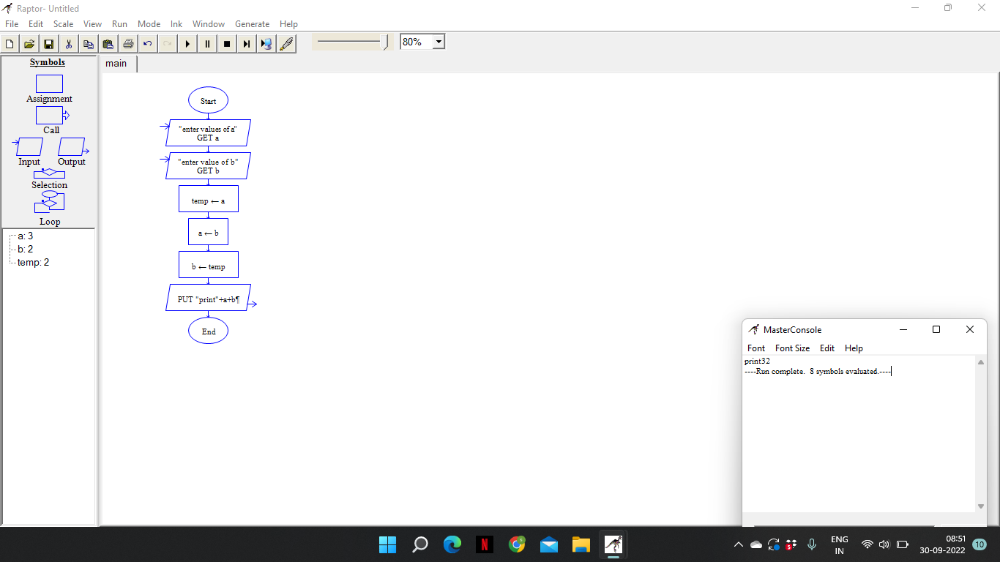 Raptor- Untitled
File Edit Scale View Run Mode Ink Window Generate Help
80%
Symbols
Assignment
Call
Input Output
Selection
Loop
a: 3
b: 2
temp: 2
main
Start
"enter values of a"
GET a
"enter value of b"
GET b
temp ← a
a ← b
b ← temp
PUT "print"+a+b¶
End
MasterConsole
Font Font Size Edit Help
print32
----Run complete. 8 symbols evaluated.----
N
S
5
ENG
IN
08:51
30-09-2022
10